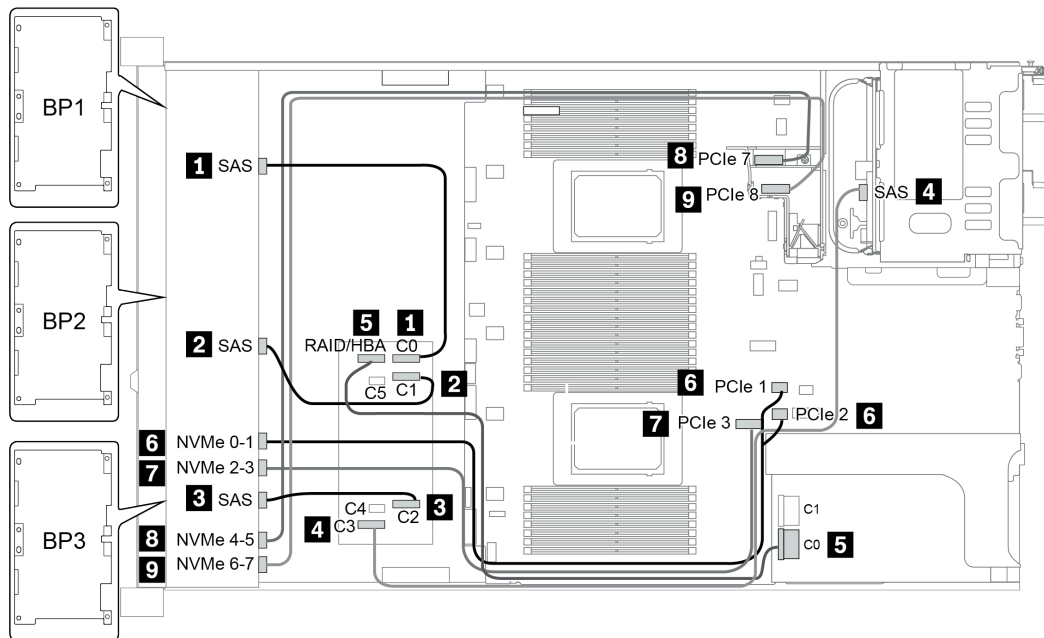 BP1
1 SAS
8 PCIe 7
9 PCIe 8
SAS 4
BP2
2 SAS
5 1
RAID/HBA C0
C5 C1 2
6 PCIe 1
7 PCIe 3
PCIe 2 6
6 NVMe 0-1
7 NVMe 2-3
3 SAS
C4
C2 3
4 C3
C1
BP3
8 NVMe 4-5
C0 5
9 NVMe 6-7